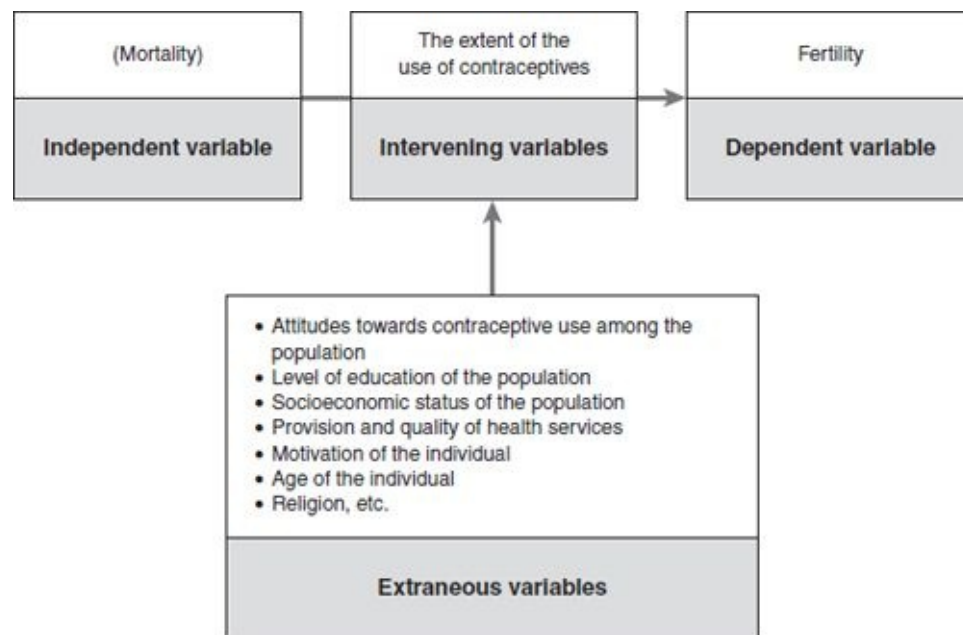 (Mortality)
Independent variable
The extent of the
use of contraceptives
Intervening variables
Fertility
Dependent variable
• Attitudes towards contraceptive use among the
population
• Level of education of the population
• Socioeconomic status of the population
• Provision and quality of health services
• Motivation of the individual
• Age of the individual
• Religion, etc.
Extraneous variables